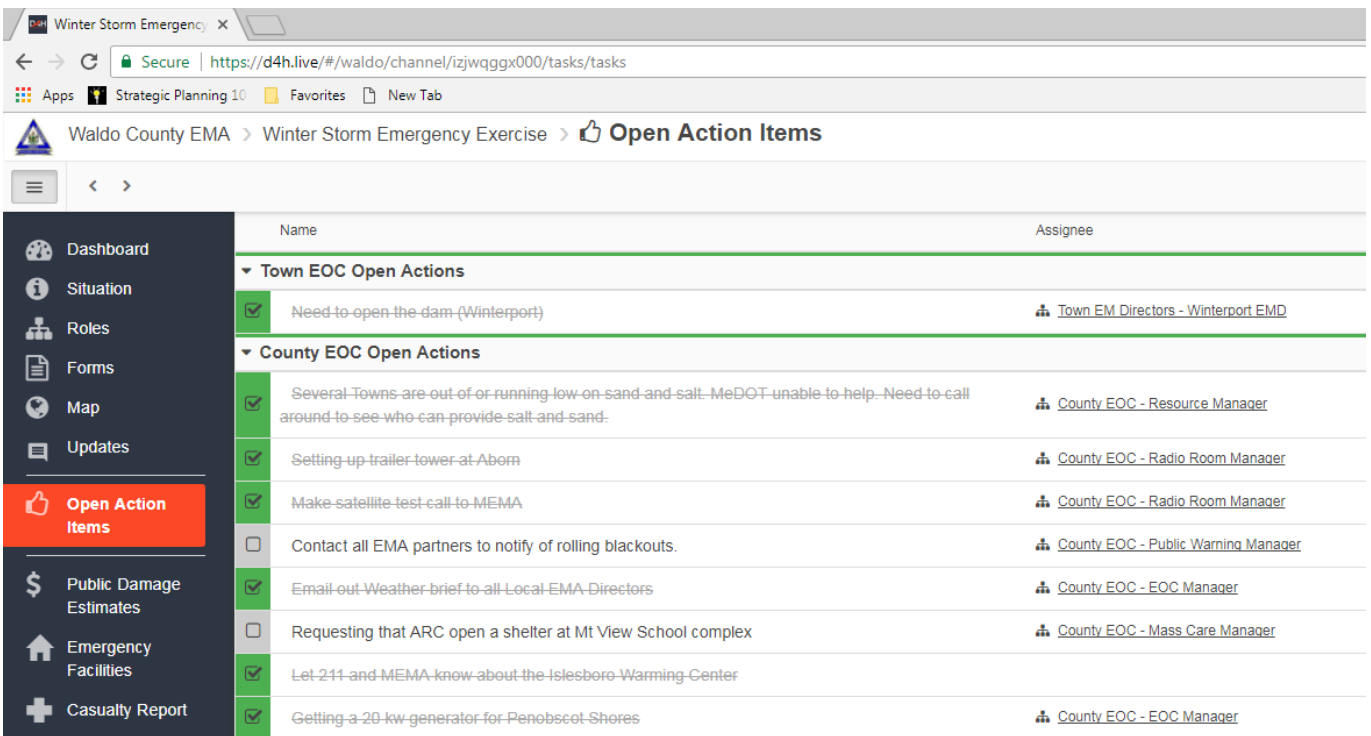 D4H Winter Storm Emergency
Secure | https://d4h.live/#/waldo/channel/izjwqggx000/tasks/tasks
Apps Strategic Planning 10 Favorites New Tab
Waldo County EMA > Winter Storm Emergency Exercise > Open Action Items
Name Assignee
Dashboard
Situation
Roles
Forms
Map
Updates
Open Action
Items
Public Damage
Estimates
Emergency
Facilities
Casualty Report
Town EOC Open Actions
Need to open the dam (Winterport) Town EM Directors - Winterport EMD
County EOC Open Actions
Several Towns are out of or running low on sand and salt. MeDOT unable to help. Need to call
around to see who can provide salt and sand. County EOC - Resource Manager
Setting up trailer tower at Aborn County EOC - Radio Room Manager
Make satellite test call to MEMA County EOC - Radio Room Manager
Contact all EMA partners to notify of rolling blackouts. County EOC - Public Warning Manager
Email out Weather brief to all Local EMA Directors County EOC - EOC Manager
Requesting that ARC open a shelter at Mt View School complex County EOC - Mass Care Manager
Let 211 and MEMA know about the Islesboro Warming Center
Getting a 20 kw generator for Penobscot Shores County EOC - EOC Manager